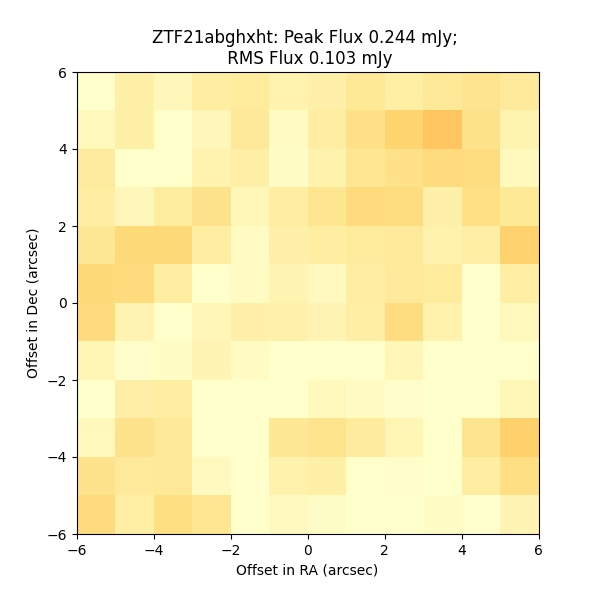 ZTF21abghxht: Peak Flux 0.244 mJy;
RMS Flux 0.103 mJy
6
4
2
0
−2
−4
−6
Offset in Dec (arcsec)
−6 −4 −2 0 2 4 6
Offset in RA (arcsec)